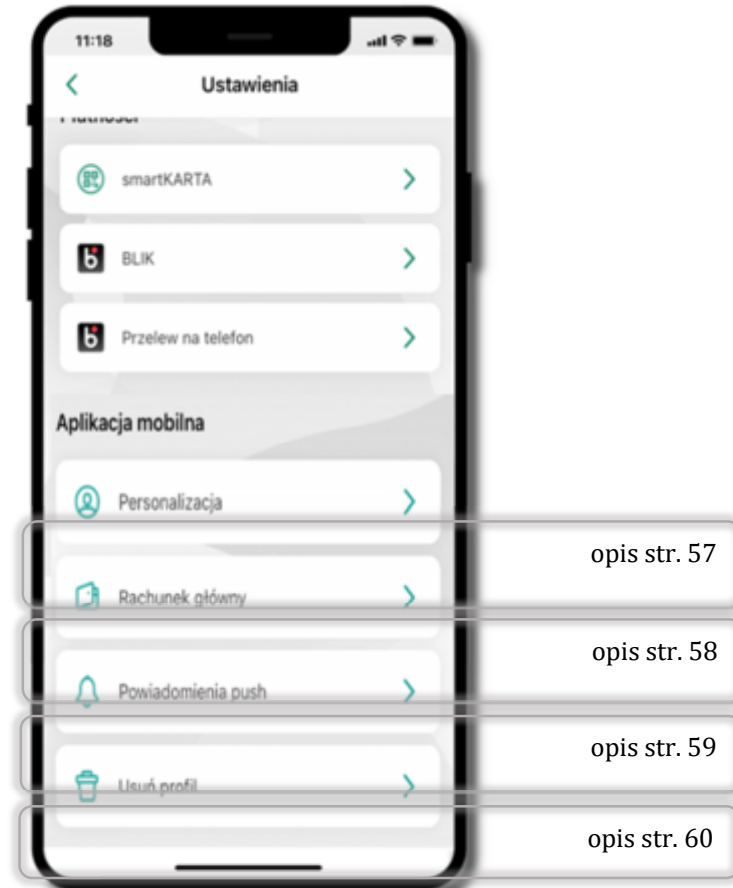 11:18
Ustawienia
Płatności
smartKARTA
BLIK
Przelew na telefon
Aplikacja mobilna
Personalizacja
opis str. 57
Rachunek główny
opis str. 58
Powiadomienia push
opis str. 59
Usuń profil
opis str. 60